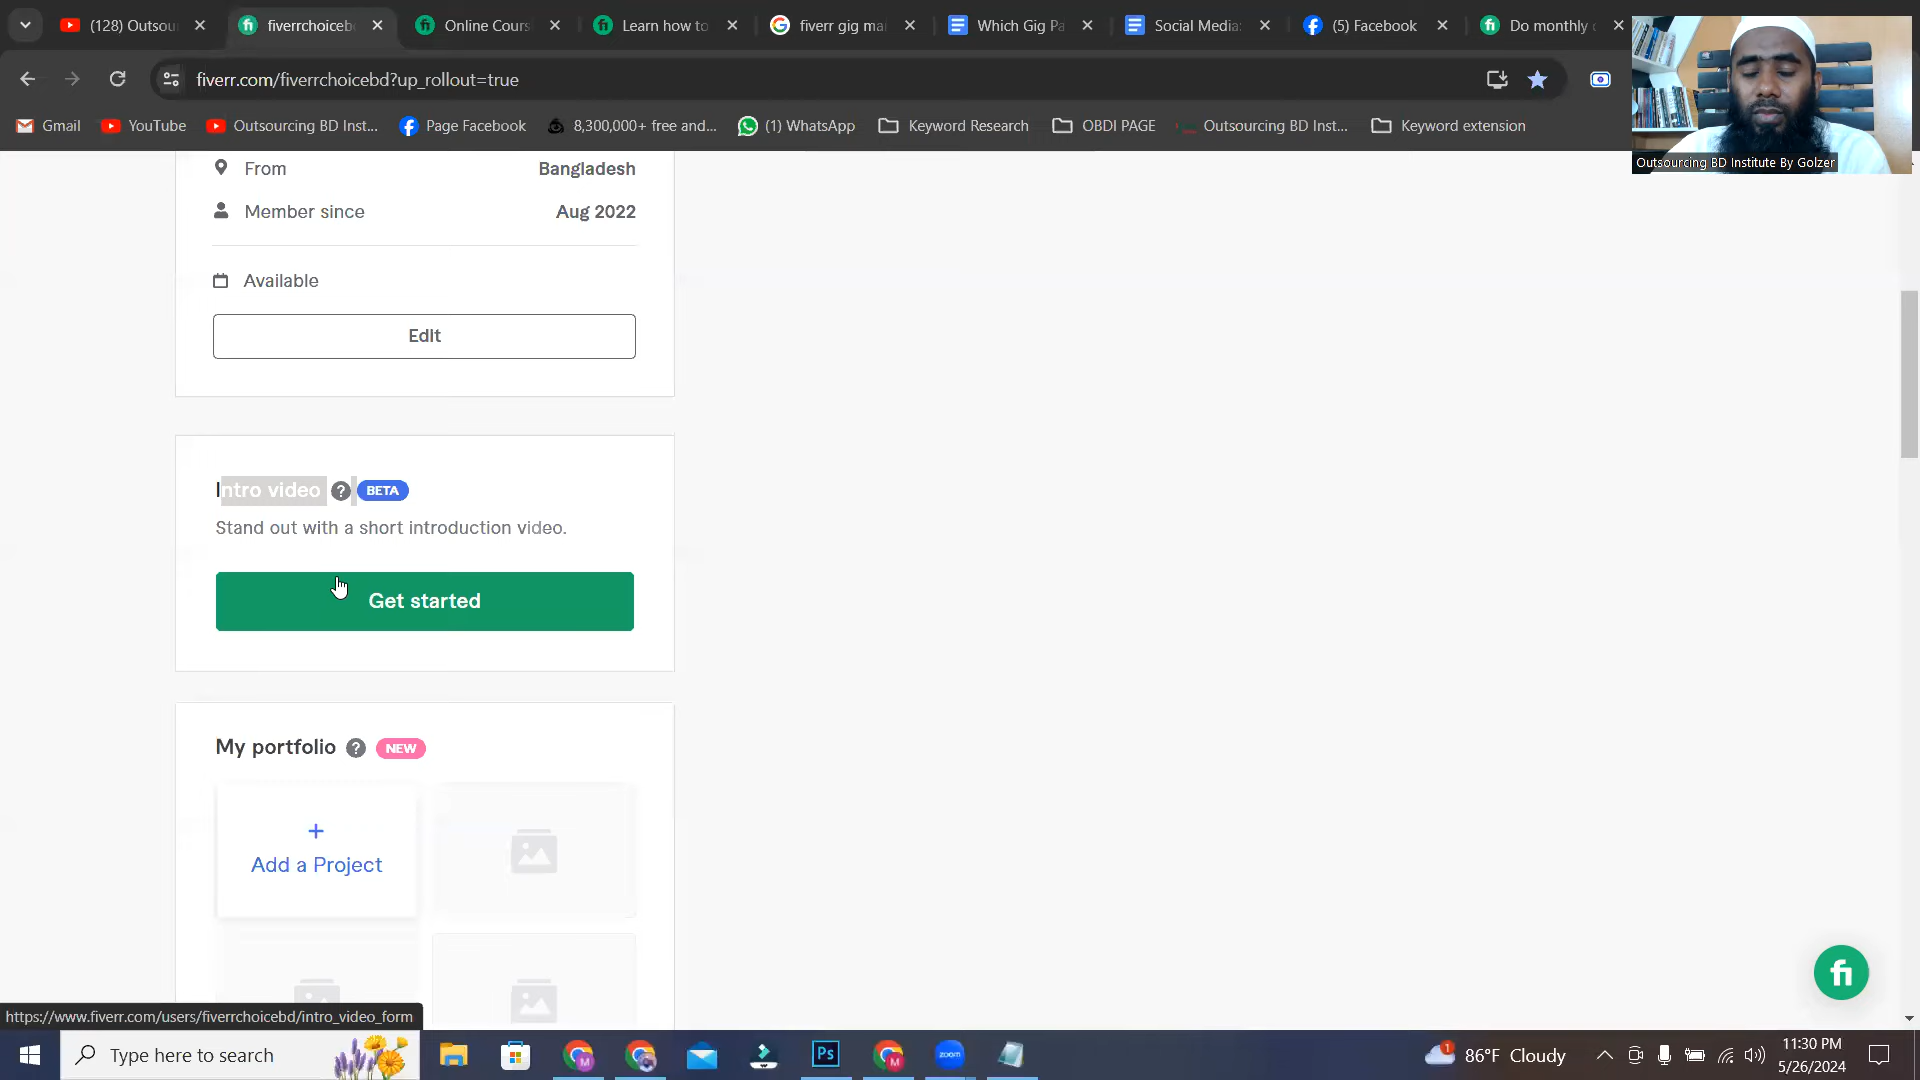 (128) Outsou
fiverrchoiceb
Online Cours
Learn how to
fiverr gig ma
Which Gig Pa
Social Media:
(5) Facebook
Do monthly
fiverr.com/fiverrchoicebd?up_rollout=true
Gmail
YouTube
Outsourcing BD Inst...
Page Facebook
8,300,000+ free and...
(1) WhatsApp
Keyword Research
OBDI PAGE
Outsourcing BD Inst...
Keyword extension
Outsourcing BD Institute By Golzer
From Bangladesh
Member since Aug 2022
Available
Edit
Intro video ? BETA
Stand out with a short introduction video.
Get started
My portfolio ? NEW
+
Add a Project
fi
https://www.fiverr.com/users/fiverrchoicebd/intro_video_form
Type here to search
Ps
zoom
1
86°F Cloudy
11:30 PM
5/26/2024